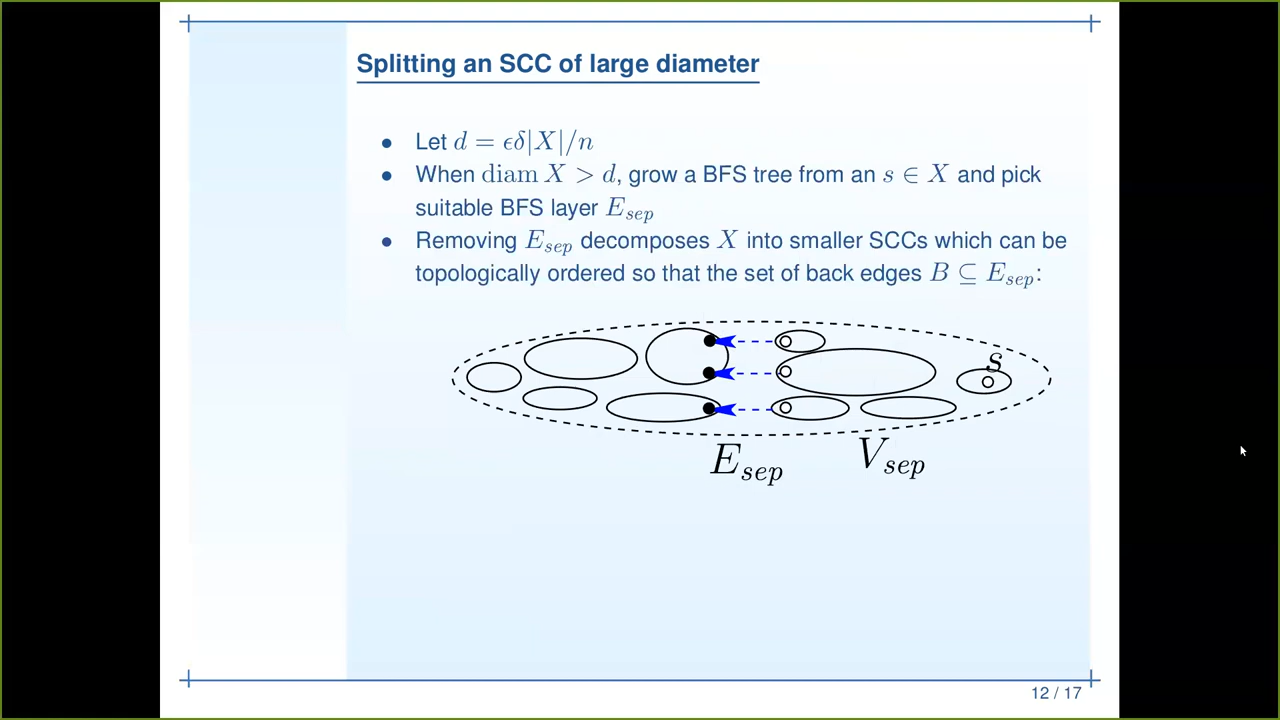 Splitting an SCC of large diameter
• Let d = ϵδ|X|/n
• When diam X > d, grow a BFS tree from an s ∈ X and pick
suitable BFS layer E_sep
• Removing E_sep decomposes X into smaller SCCs which can be
topologically ordered so that the set of back edges B ⊆ E_sep:
s
E_sep V_sep
12 / 17